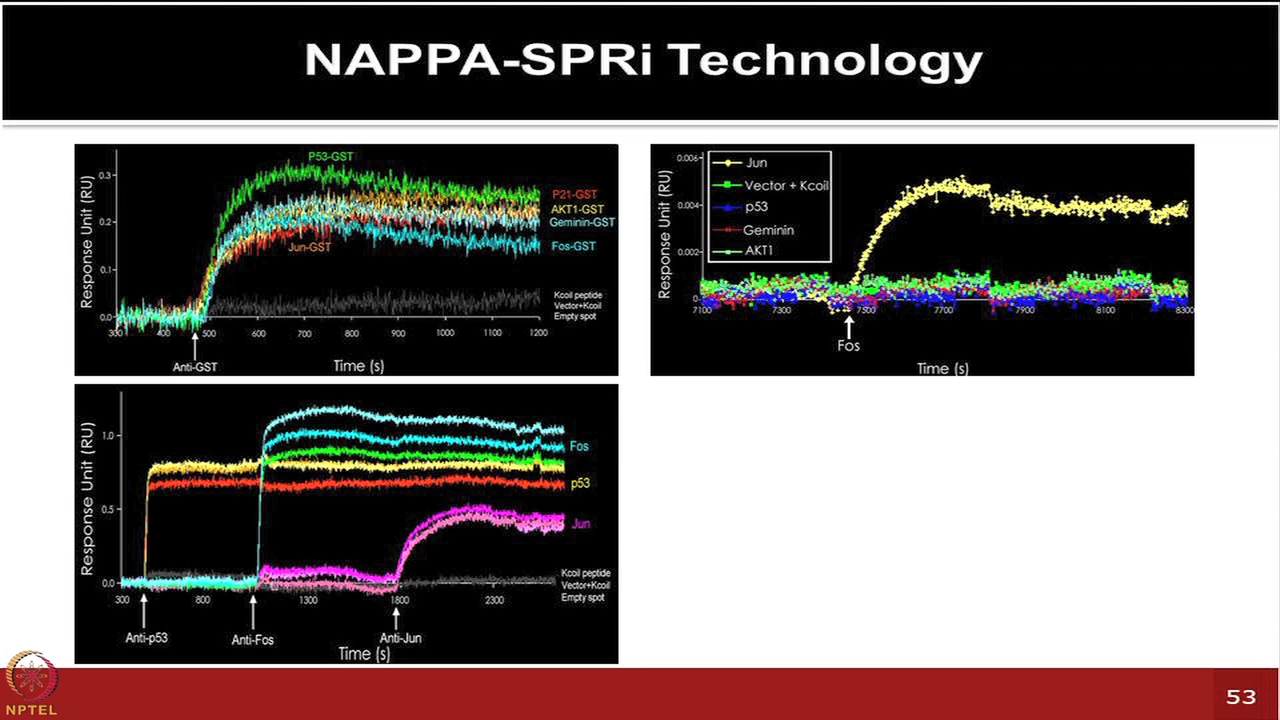 NAPPA-SPRi Technology
Response Unit (RU)
0.3
0.2
0.1
0.0
P53-GST
P21-GST
AKT1-GST
Geminin-GST
Jun-GST
Fos-GST
Kcoil peptide
Vector+Kcoil
Empty spot
300 400 500 600 700 800 900 1000 1100 1200
Anti-GST
Time (s)
Response Unit (RU)
0.006
0.004
0.002
0
Jun
Vector + Kcoil
p53
Geminin
AKT1
7100 7300 7500 7700 7900 8100 8300
Fos
Time (s)
Response Unit (RU)
1.0
0.5
0.0
Fos
p53
Jun
Kcoil peptide
Vector+Kcoil
Empty spot
300 800 1300 1800 2300
Anti-p53 Anti-Fos Anti-Jun
Time (s)
NPTEL
53